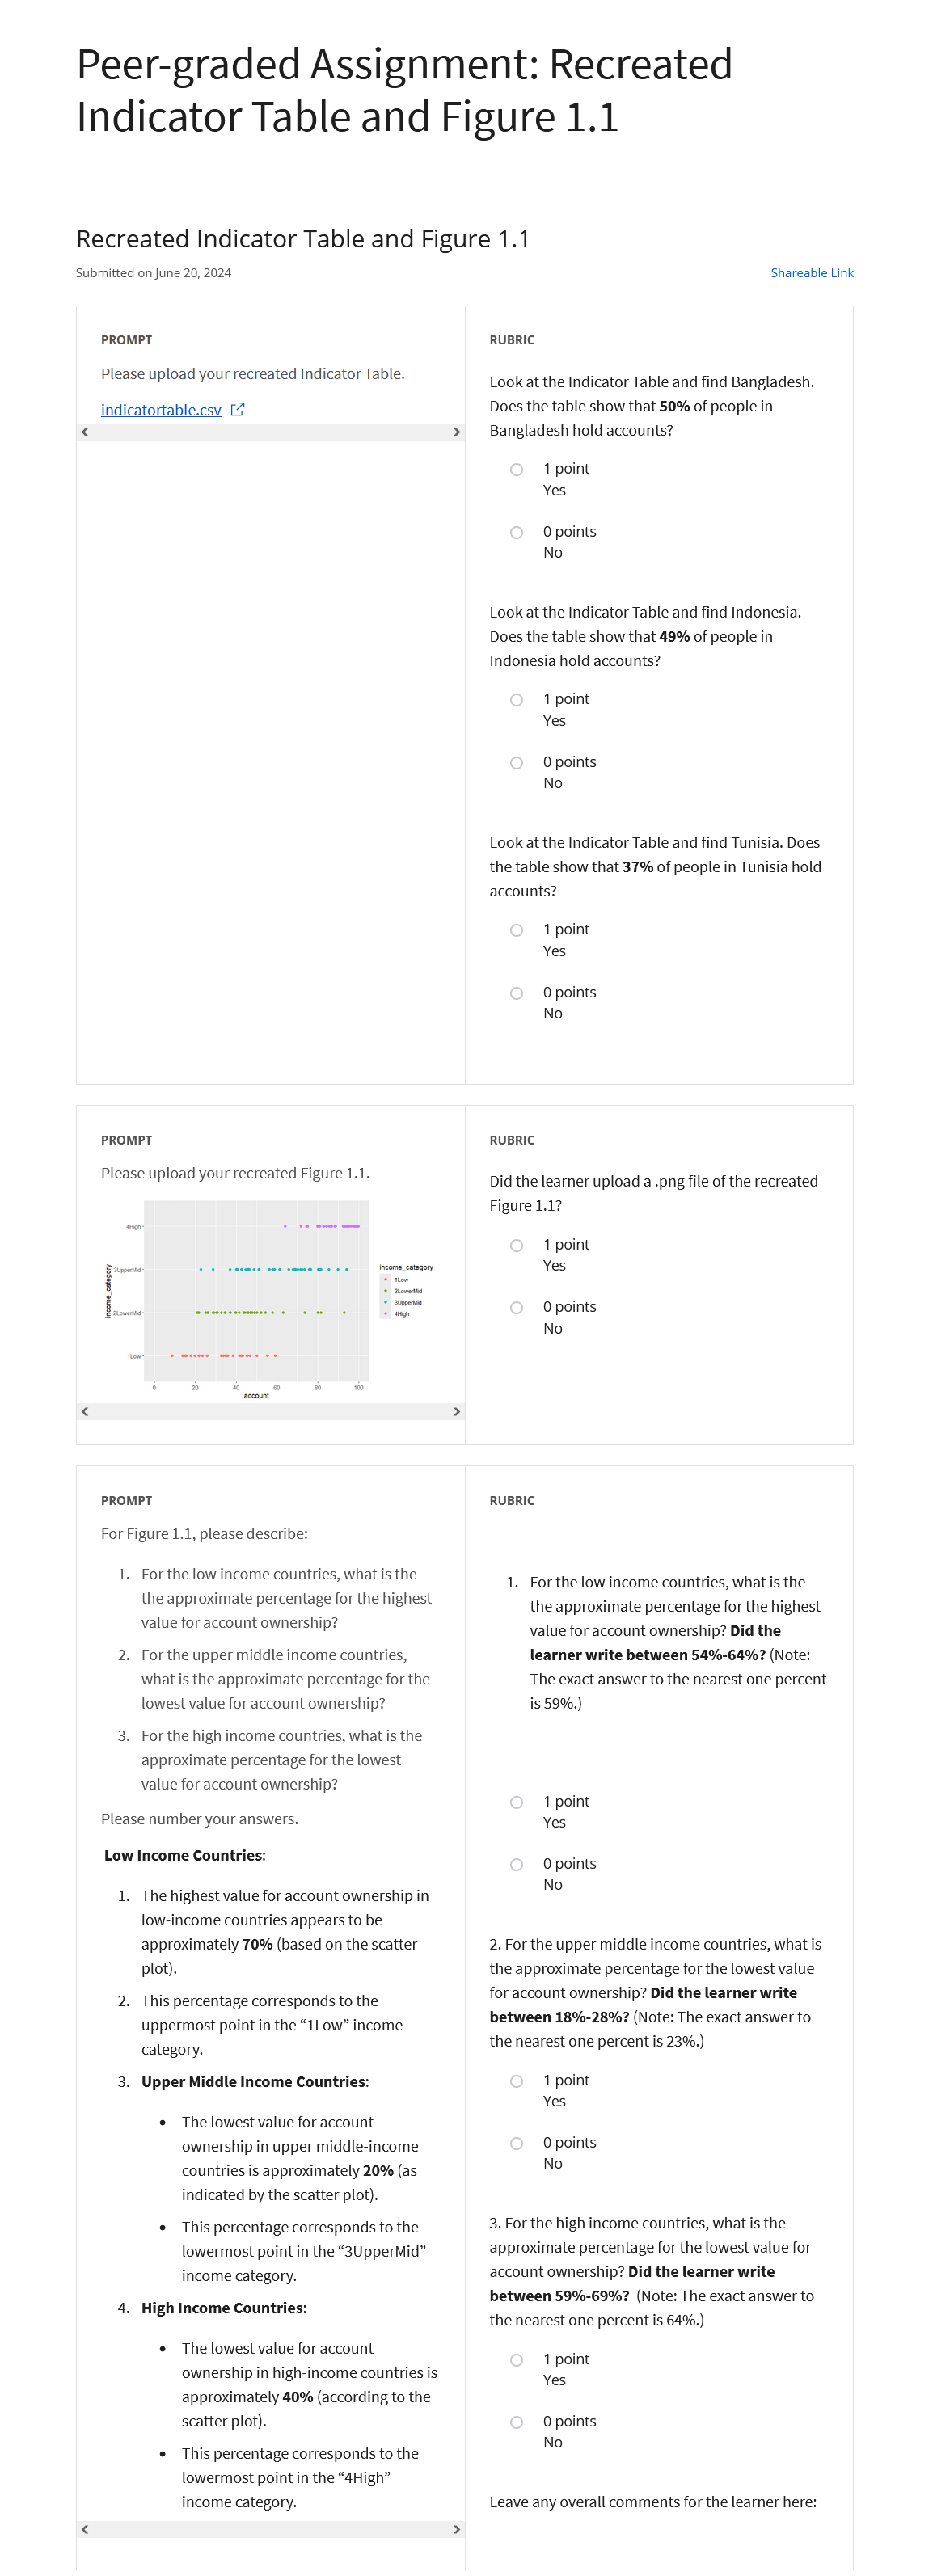 Peer-graded Assignment: Recreated
Indicator Table and Figure 1.1
Recreated Indicator Table and Figure 1.1
Submitted on June 20, 2024
Shareable Link
PROMPT
Please upload your recreated Indicator Table.
indicatortable.csv
RUBRIC
Look at the Indicator Table and find Bangladesh.
Does the table show that 50% of people in
Bangladesh hold accounts?
1 point
Yes
0 points
No
Look at the Indicator Table and find Indonesia.
Does the table show that 49% of people in
Indonesia hold accounts?
1 point
Yes
0 points
No
Look at the Indicator Table and find Tunisia. Does
the table show that 37% of people in Tunisia hold
accounts?
1 point
Yes
0 points
No
PROMPT
Please upload your recreated Figure 1.1.
income_category
4High
3UpperMid
2LowerMid
1Low
0 20 40 60 80 100
account
income_category
1Low
2LowerMid
3UpperMid
4High
RUBRIC
Did the learner upload a .png file of the recreated
Figure 1.1?
1 point
Yes
0 points
No
PROMPT
For Figure 1.1, please describe:
1. For the low income countries, what is the
the approximate percentage for the highest
value for account ownership?
2. For the upper middle income countries,
what is the approximate percentage for the
lowest value for account ownership?
3. For the high income countries, what is the
approximate percentage for the lowest
value for account ownership?
Please number your answers.
Low Income Countries:
1. The highest value for account ownership in
low-income countries appears to be
approximately 70% (based on the scatter
plot).
2. This percentage corresponds to the
uppermost point in the “1Low” income
category.
3. Upper Middle Income Countries:
• The lowest value for account
ownership in upper middle-income
countries is approximately 20% (as
indicated by the scatter plot).
• This percentage corresponds to the
lowermost point in the “3UpperMid”
income category.
4. High Income Countries:
• The lowest value for account
ownership in high-income countries is
approximately 40% (according to the
scatter plot).
• This percentage corresponds to the
lowermost point in the “4High”
income category.
RUBRIC
1. For the low income countries, what is the
the approximate percentage for the highest
value for account ownership? Did the
learner write between 54%-64%? (Note:
The exact answer to the nearest one percent
is 59%.)
1 point
Yes
0 points
No
2. For the upper middle income countries, what is
the approximate percentage for the lowest value
for account ownership? Did the learner write
between 18%-28%? (Note: The exact answer to
the nearest one percent is 23%.)
1 point
Yes
0 points
No
3. For the high income countries, what is the
approximate percentage for the lowest value for
account ownership? Did the learner write
between 59%-69%? (Note: The exact answer to
the nearest one percent is 64%.)
1 point
Yes
0 points
No
Leave any overall comments for the learner here: